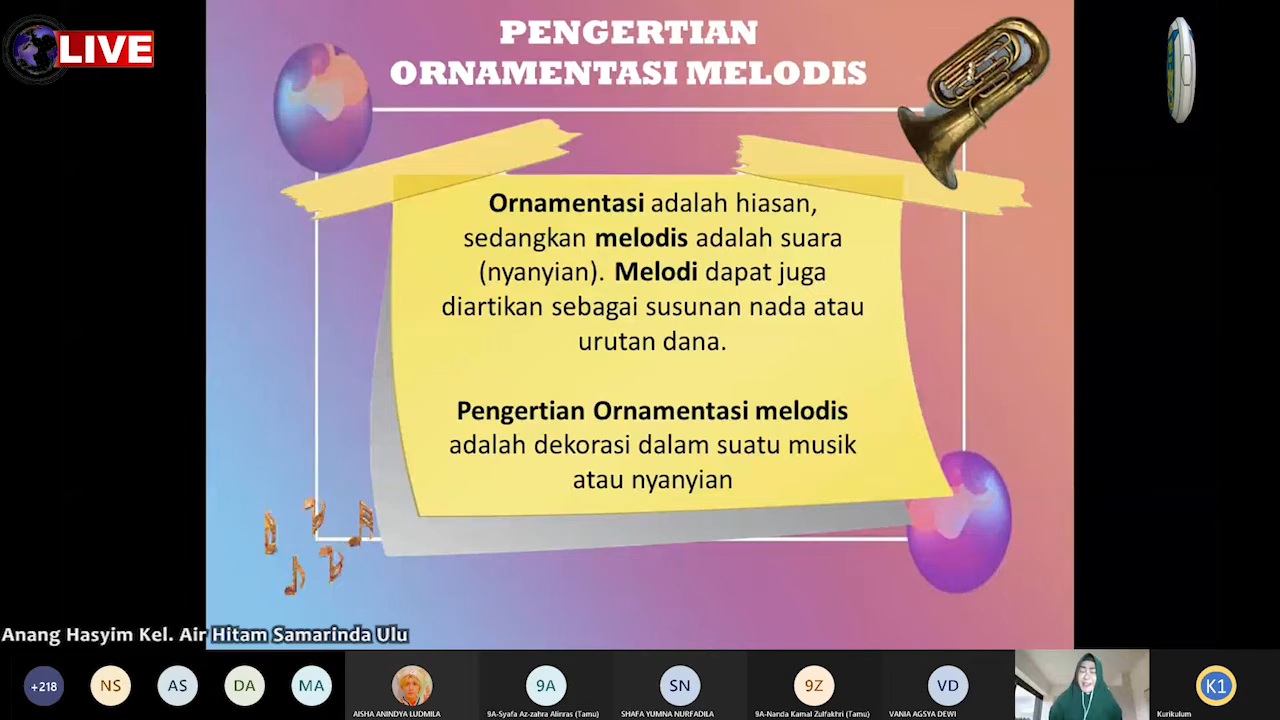 LIVE
PENGERTIAN
ORNAMENTASI MELODIS
Ornamentasi adalah hiasan,
sedangkan melodis adalah suara
(nyanyian). Melodi dapat juga
diartikan sebagai susunan nada atau
urutan dana.
Pengertian Ornamentasi melodis
adalah dekorasi dalam suatu musik
atau nyanyian
Anang Hasyim Kel. Air Hitam Samarinda Ulu
+218
NS
AS
DA
MA
AISHA ANINDYA LUDMILA
9A
9A-Syafa Az-zahra Alinras (Tamu)
SN
SHAFA YUMNA NURFADILA
9Z
9A-Nanda Kamal Zulfakhri (Tamu)
VD
VANIA AGSYA DEWI
K1
Kurikulum